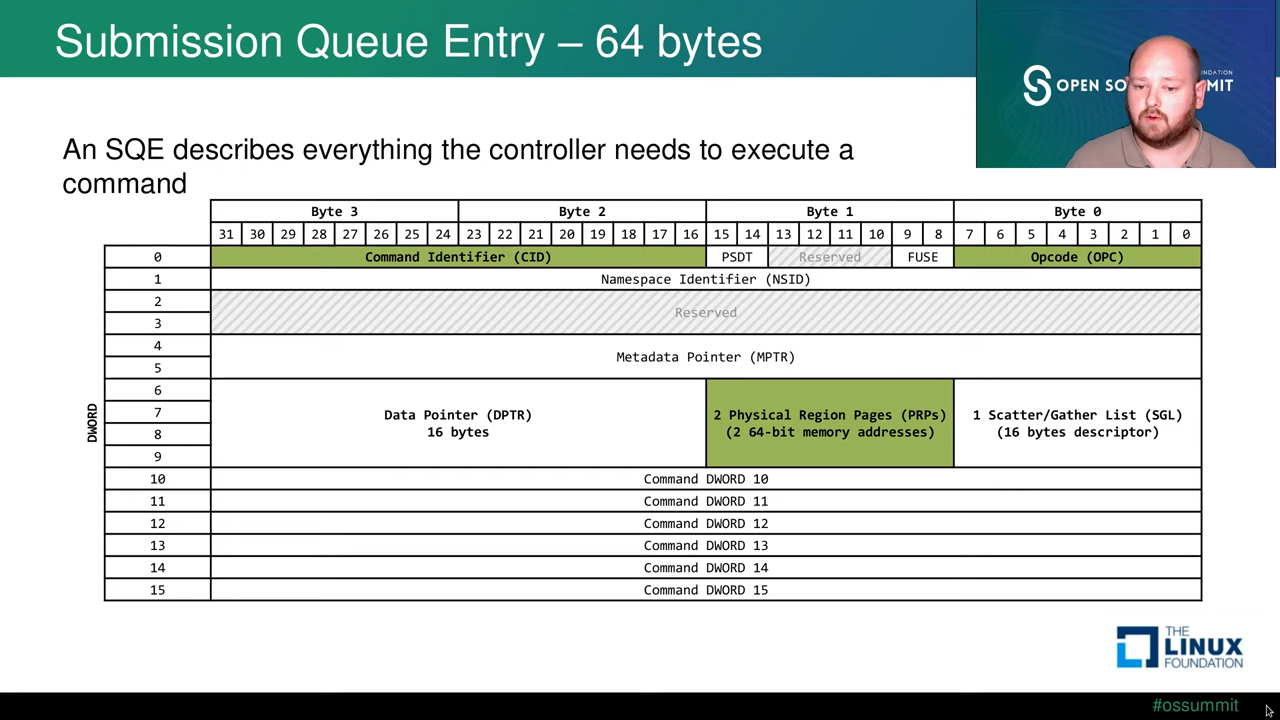 Submission Queue Entry – 64 bytes
OPEN SO MIT
NDATION
An SQE describes everything the controller needs to execute a
command
Byte 3 Byte 2 Byte 1 Byte 0
31 30 29 28 27 26 25 24 23 22 21 20 19 18 17 16 15 14 13 12 11 10 9 8 7 6 5 4 3 2 1 0
0 Command Identifier (CID) PSDT Reserved FUSE Opcode (OPC)
1 Namespace Identifier (NSID)
2
Reserved
3
4
Metadata Pointer (MPTR)
5
6
DWORD
7 Data Pointer (DPTR) 2 Physical Region Pages (PRPs) 1 Scatter/Gather List (SGL)
8 16 bytes (2 64-bit memory addresses) (16 bytes descriptor)
9
10 Command DWORD 10
11 Command DWORD 11
12 Command DWORD 12
13 Command DWORD 13
14 Command DWORD 14
15 Command DWORD 15
THE
LINUX
FOUNDATION
#ossummit